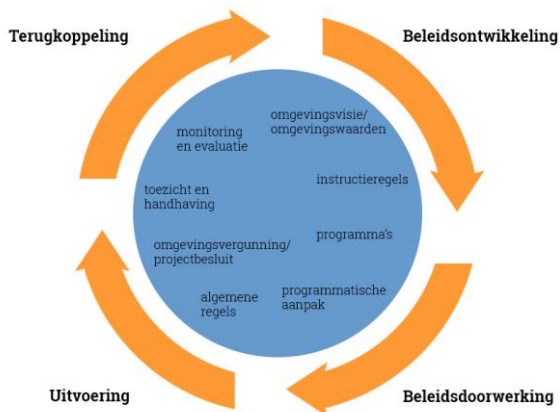 Terugkoppeling
Beleidsontwikkeling
omgevingsvisie/
omgevingswaarden
monitoring
en evaluatie
instructieregels
toezicht en
handhaving
programma's
omgevingsvergunning/
projectbesluit
programmatische
aanpak
algemene
regels
Uitvoering
Beleidsdoorwerking